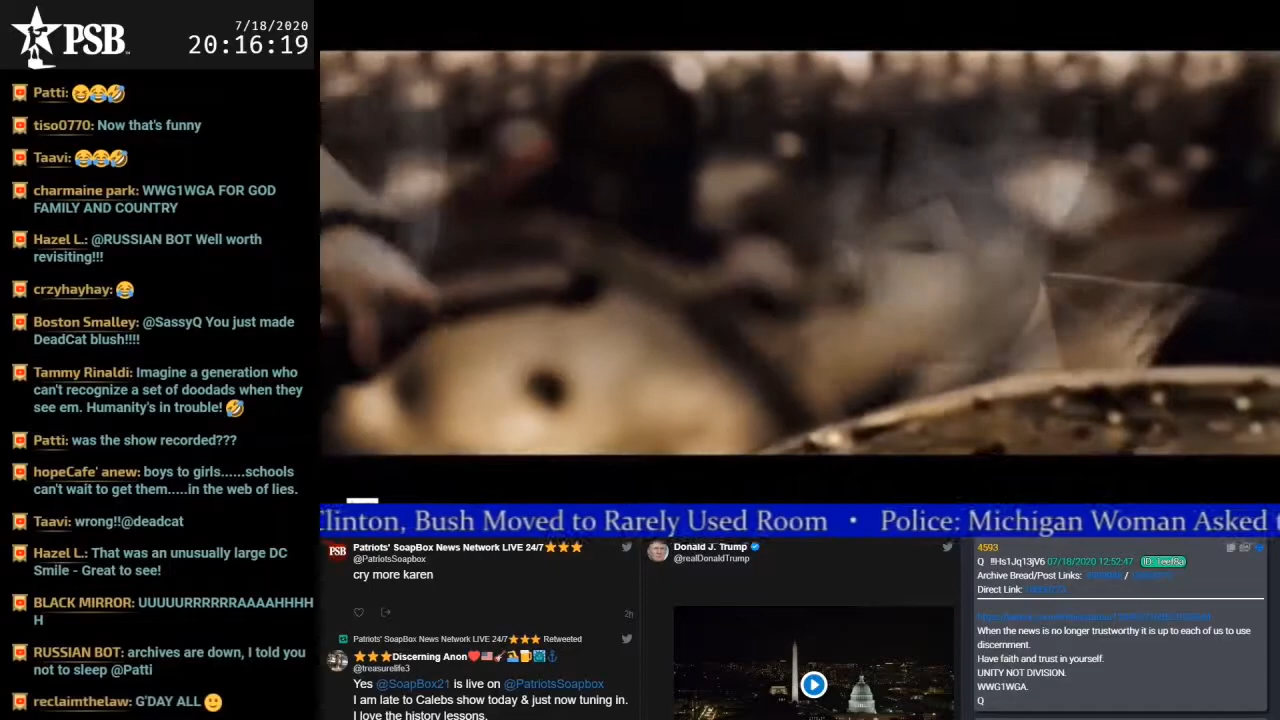 PSB
7/18/2020
20:16:19
Patti: 😆😂🤣
tiso0770: Now that's funny
Taavi: 😂😂🤣
charmaine park: WWG1WGA FOR GOD
FAMILY AND COUNTRY
Hazel L.: @RUSSIAN BOT Well worth
revisiting!!!
crzyhayhay: 😂
Boston Smalley: @SassyQ You just made
DeadCat blush!!!!
Tammy Rinaldi: Imagine a generation who
can't recognize a set of doodads when they
see em. Humanity's in trouble! 🤣
Patti: was the show recorded???
hopeCafe' anew: boys to girls......schools
can't wait to get them.....in the web of lies.
Taavi: wrong!!@deadcat
Hazel L.: That was an unusually large DC
Smile - Great to see!
BLACK MIRROR: UUUURRRRRRAAAAHHHH
H
RUSSIAN BOT: archives are down, I told you
not to sleep @Patti
reclaimthelaw: G'DAY ALL 🙂
Clinton, Bush Moved to Rarely Used Room • Police: Michigan Woman Asked
PSB
Patriots' SoapBox News Network LIVE 24/7⭐⭐⭐
@PatriotsSoapbox
cry more karen
2h
Patriots' SoapBox News Network LIVE 24/7⭐⭐⭐ Retweeted
⭐⭐⭐Discerning Anon
@treasurelife3
Yes @SoapBox21 is live on @PatriotsSoapbox
I am late to Calebs show today & just now tuning in.
I love the history lessons.
Donald J. Trump
@realDonaldTrump
4593
Q !!Hs1Jq13jV6 07/18/2020 12:52:47 ID: 1eef8a
Archive Bread/Post Links: /
Direct Link:
When the news is no longer trustworthy it is up to each of us to use
discernment.
Have faith and trust in yourself.
UNITY NOT DIVISION.
WWG1WGA.
Q